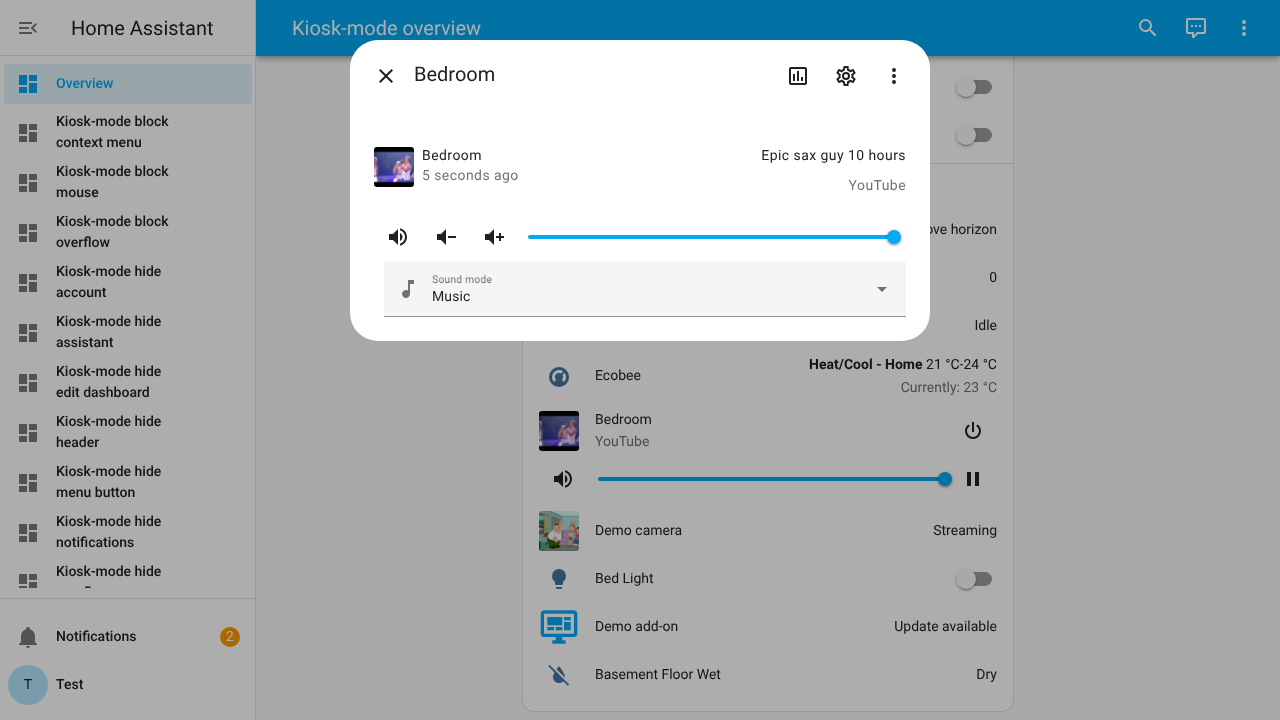 Home Assistant
Kiosk-mode overview
Overview
Kiosk-mode block
context menu
Kiosk-mode block
mouse
Kiosk-mode block
overflow
Kiosk-mode hide
account
Kiosk-mode hide
assistant
Kiosk-mode hide
edit dashboard
Kiosk-mode hide
header
Kiosk-mode hide
menu button
Kiosk-mode hide
notifications
Kiosk-mode hide
Notifications
2
T
Test
Bedroom
Bedroom
5 seconds ago
Epic sax guy 10 hours
YouTube
Sound mode
Music
horizon
0
Idle
Ecobee
Heat/Cool - Home 21 °C-24 °C
Currently: 23 °C
Bedroom
YouTube
Demo camera
Streaming
Bed Light
Demo add-on
Update available
Basement Floor Wet
Dry